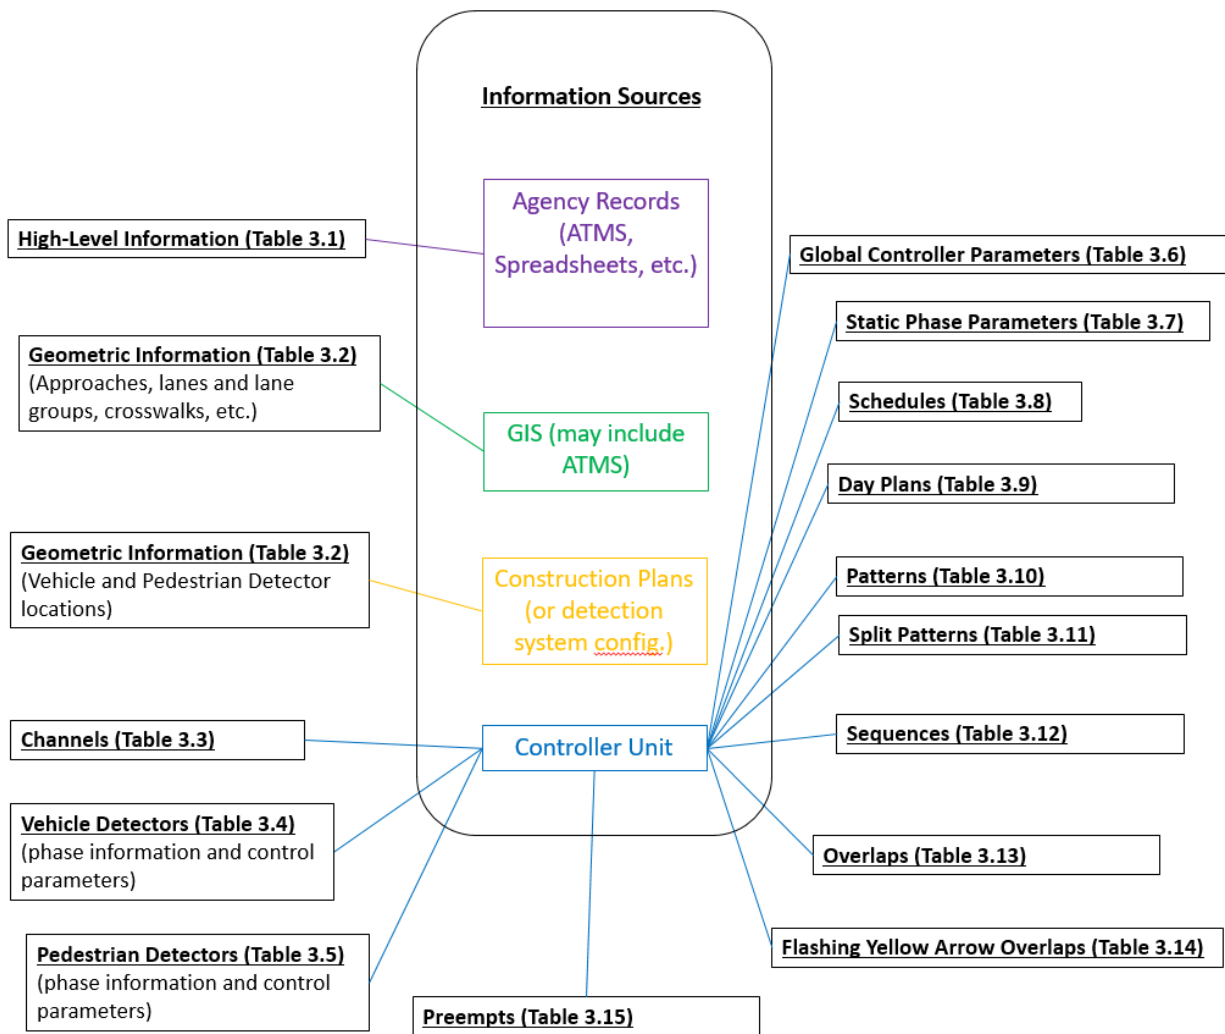 Information Sources
Agency Records
(ATMS,
Spreadsheets, etc.)
GIS (may include
ATMS)
Construction Plans
(or detection
system config.)
Controller Unit
High-Level Information (Table 3.1)
Geometric Information (Table 3.2)
(Approaches, lanes and lane
groups, crosswalks, etc.)
Geometric Information (Table 3.2)
(Vehicle and Pedestrian Detector
locations)
Channels (Table 3.3)
Vehicle Detectors (Table 3.4)
(phase information and control
parameters)
Pedestrian Detectors (Table 3.5)
(phase information and control
parameters)
Global Controller Parameters (Table 3.6)
Static Phase Parameters (Table 3.7)
Schedules (Table 3.8)
Day Plans (Table 3.9)
Patterns (Table 3.10)
Split Patterns (Table 3.11)
Sequences (Table 3.12)
Overlaps (Table 3.13)
Flashing Yellow Arrow Overlaps (Table 3.14)
Preempts (Table 3.15)